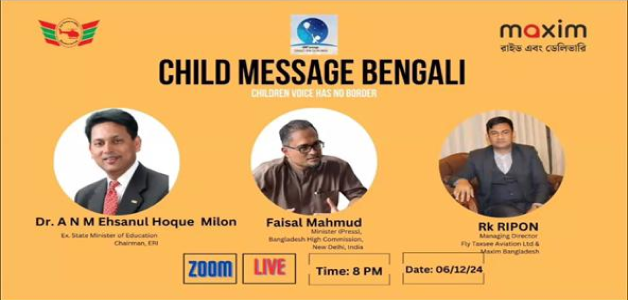 maxim
রাইড এবং ডেলিভারি
CHILD MESSAGE BENGALI
CHILDREN VOICE HAS NO BORDER
Dr. A N M Ehsanul Hoque Milon
Ex. State Minister of Education
Chairman, ERI
Faisal Mahmud
Minister (Press),
Bangladesh High Commission,
New Delhi, India
Rk RIPON
Managing Director
Fly Taxsee Aviation Ltd &
Maxim Bangladesh
ZOOM
LIVE
Time: 8 PM
Date: 06/12/24